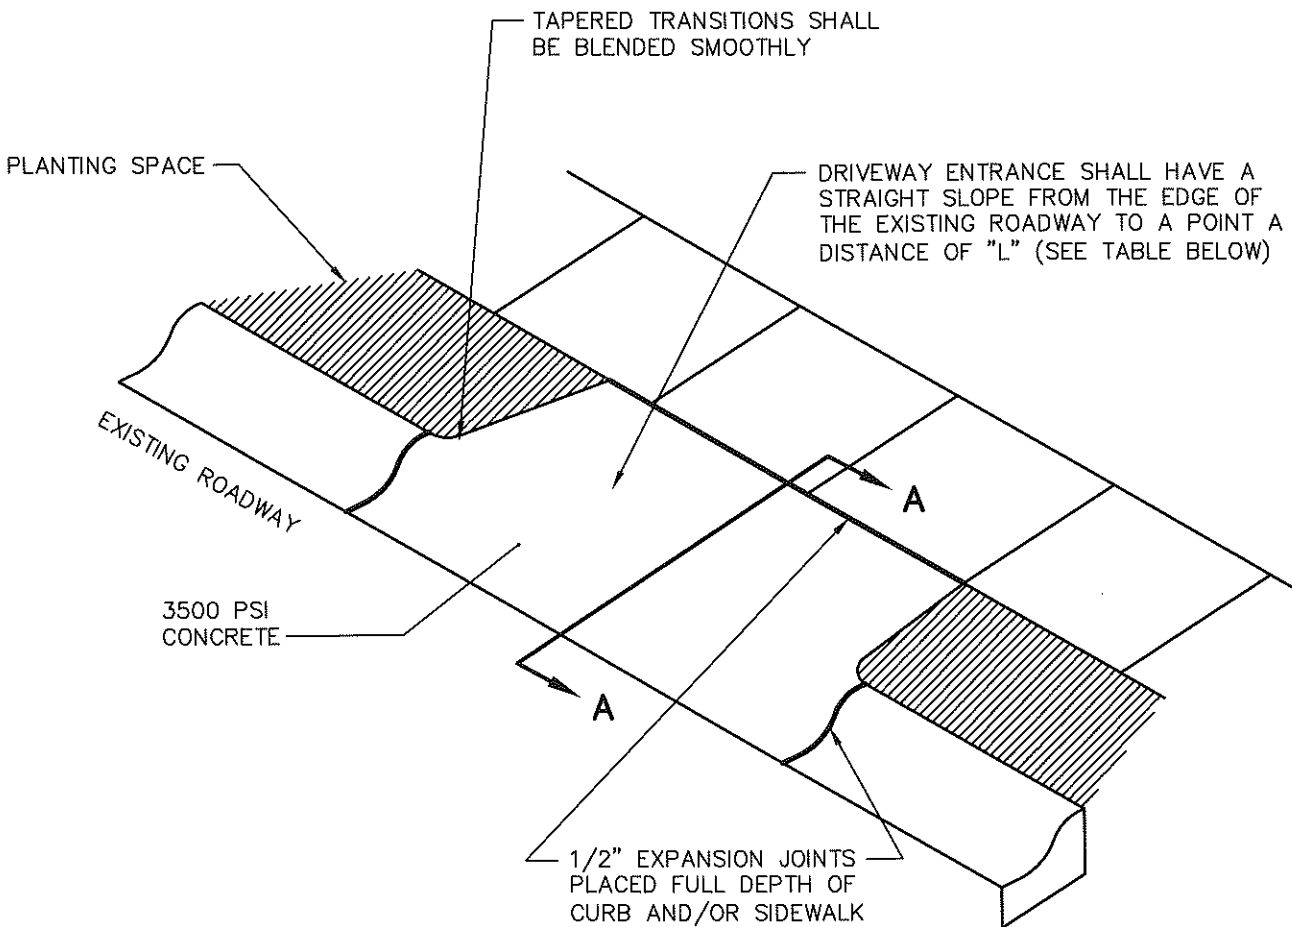 TAPERED TRANSITIONS SHALL
BE BLENDED SMOOTHLY
PLANTING SPACE
DRIVEWAY ENTRANCE SHALL HAVE A
STRAIGHT SLOPE FROM THE EDGE OF
THE EXISTING ROADWAY TO A POINT A
DISTANCE OF "L" (SEE TABLE BELOW)
EXISTING ROADWAY
A
3500 PSI
CONCRETE
A
1/2" EXPANSION JOINTS
PLACED FULL DEPTH OF
CURB AND/OR SIDEWALK